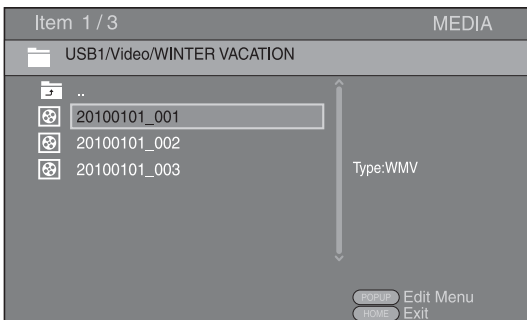 Item 1/3 MEDIA
USB1/Video/WINTER VACATION
..
20100101_001
20100101_002
20100101_003
Type:WMV
POPUP Edit Menu
HOME Exit